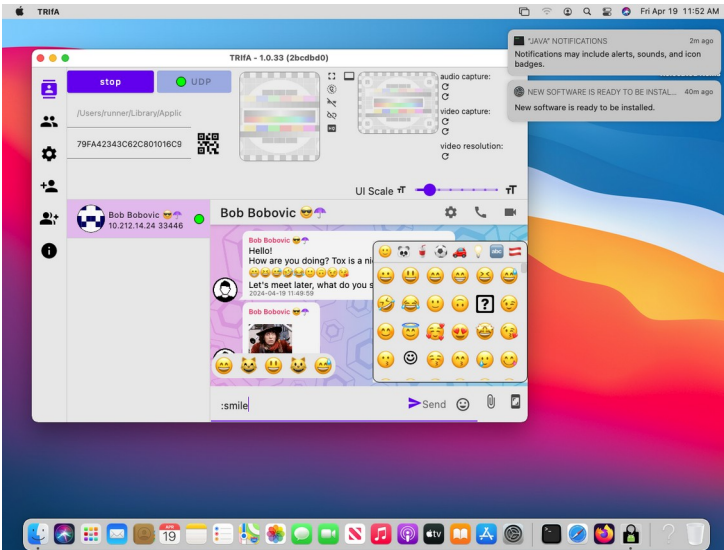 TRIfA
Fri Apr 19 11:52 AM
"JAVA" NOTIFICATIONS
2m ago
Notifications may include alerts, sounds, and icon
badges.
NEW SOFTWARE IS READY TO BE INSTAL...
40m ago
New software is ready to be installed.
TRIfA - 1.0.33 (2bcdbd0)
stop
UDP
audio capture:
video capture:
video resolution:
/Users/runner/Library/Applic
79FA42343C62C801016C9
HD
UI Scale
Bob Bobovic
10.212.14.24 33446
Bob Bobovic
Bob Bobovic
Hello!
How are you doing? Tox is a ni
Let's meet later, what do you s
2024-04-19 11:49:59
Bob Bobovic
abc
:smile
Send
APR
19
tv